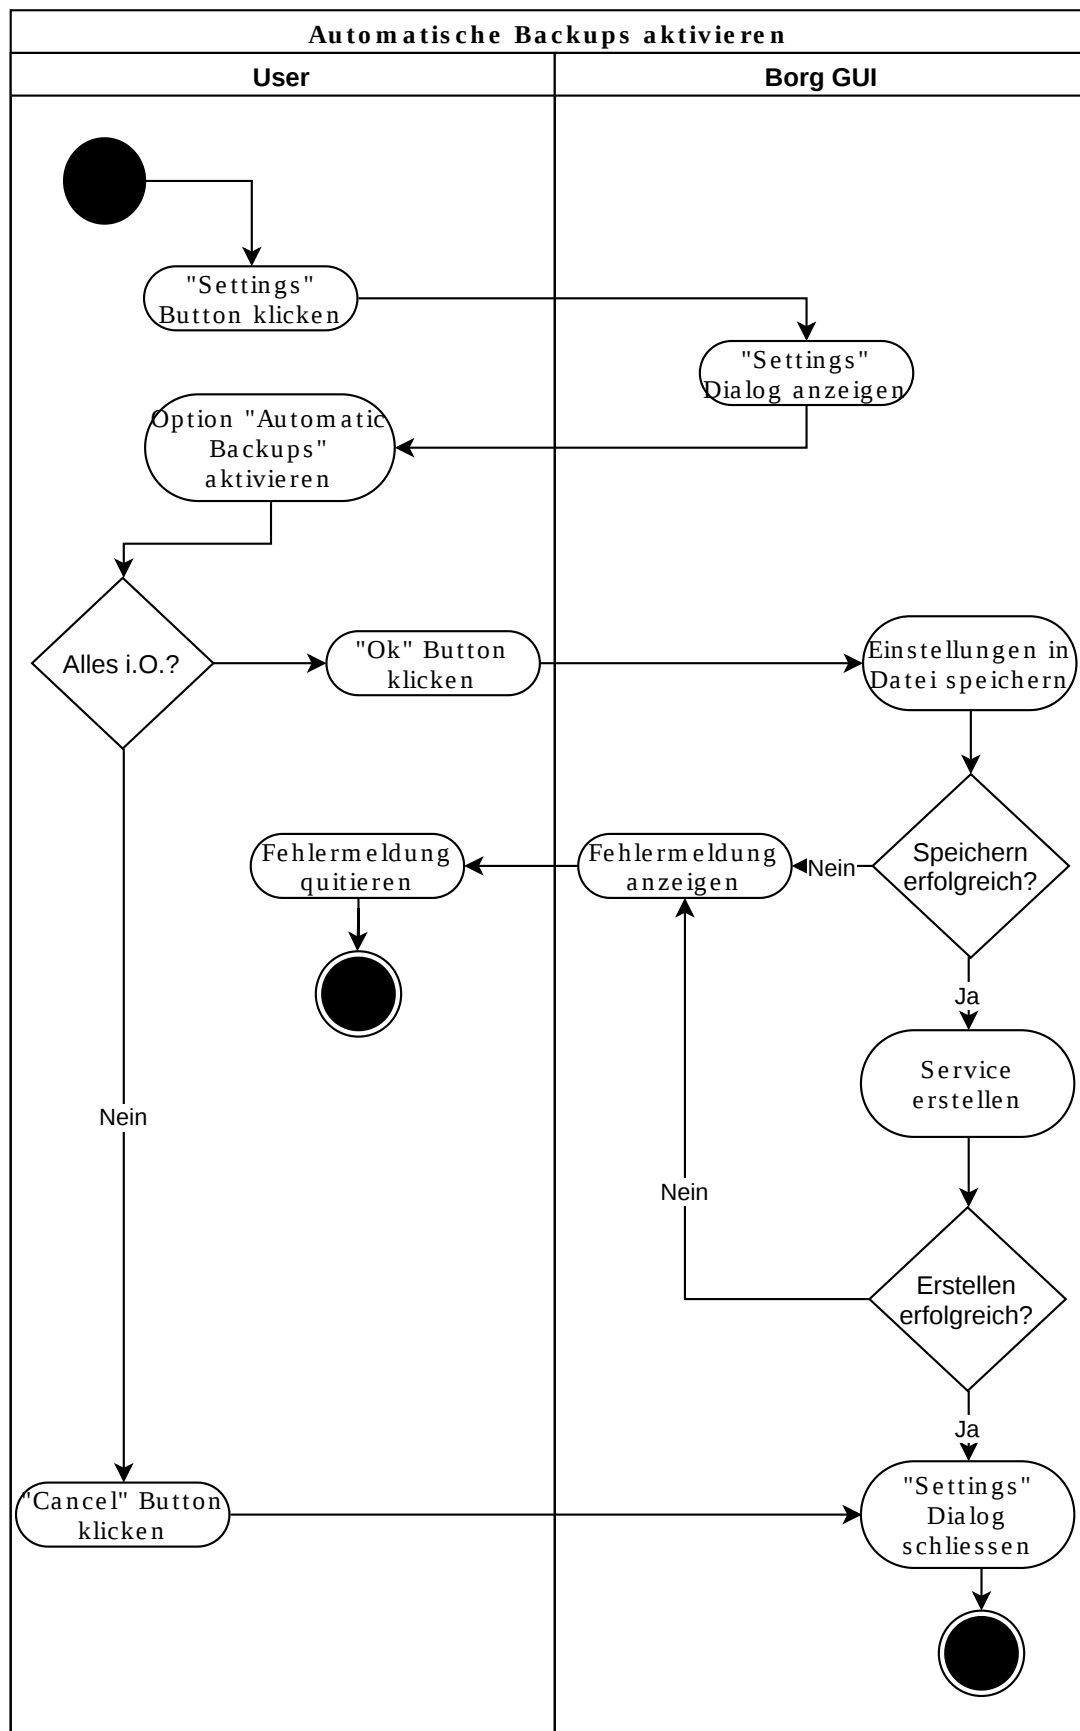 Automatische Backups aktivieren
User
Borg GUI
"Settings"
Button klicken
"Settings"
Dialog anzeigen
Option "Automatic
Backups"
aktivieren
Alles i.O.?
"Ok" Button
klicken
Einstellungen in
Datei speichern
Fehlermeldung
quitieren
Fehlermeldung
anzeigen
Nein
Speichern
erfolgreich?
Ja
Service
erstellen
Nein
Nein
Erstellen
erfolgreich?
Ja
"Cancel" Button
klicken
"Settings"
Dialog
schliessen